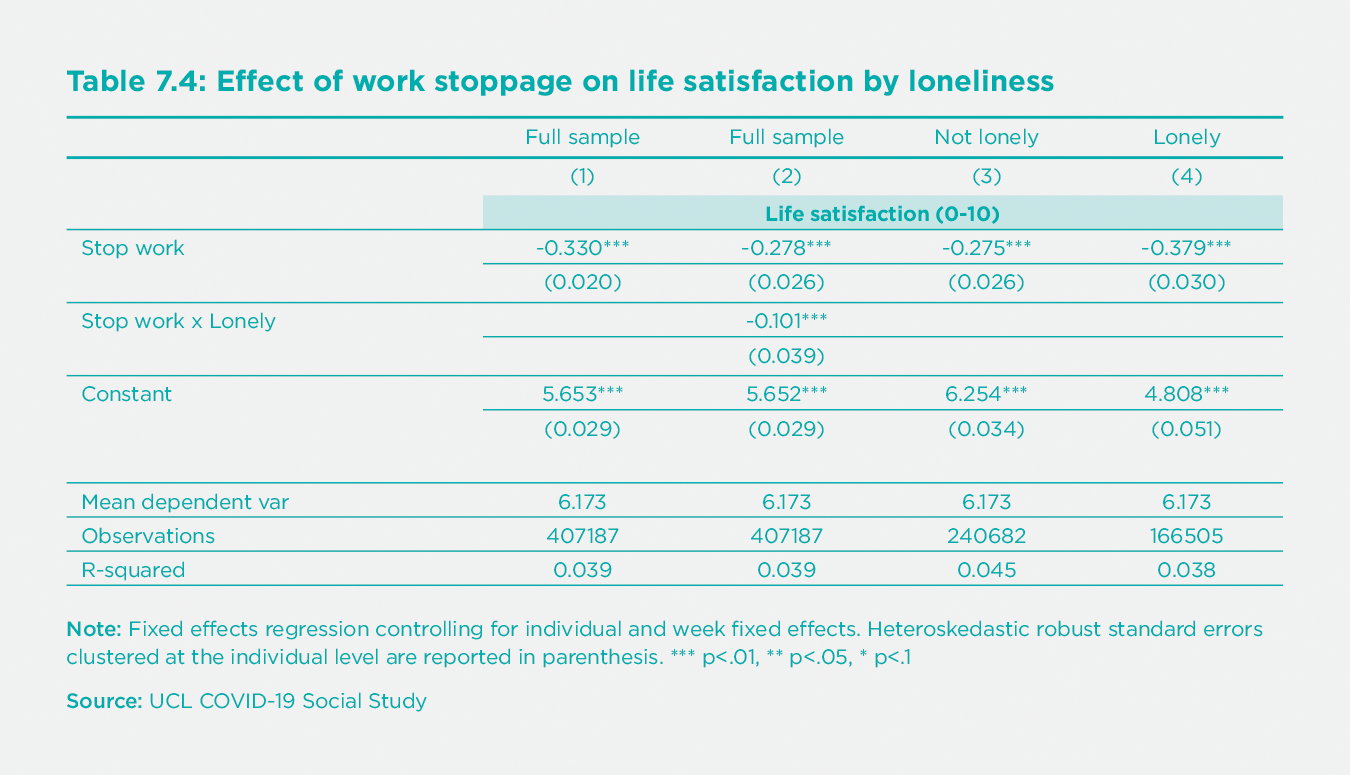 Table 7.4: Effect of work stoppage on life satisfaction by loneliness
Full sample Full sample Not lonely Lonely
(1) (2) (3) (4)
Life satisfaction (0-10)
Stop work -0.330*** -0.278*** -0.275*** -0.379***
(0.020) (0.026) (0.026) (0.030)
Stop work x Lonely -0.101***
(0.039)
Constant 5.653*** 5.652*** 6.254*** 4.808***
(0.029) (0.029) (0.034) (0.051)
Mean dependent var 6.173 6.173 6.173 6.173
Observations 407187 407187 240682 166505
R-squared 0.039 0.039 0.045 0.038
Note: Fixed effects regression controlling for individual and week fixed effects. Heteroskedastic robust standard errors
clustered at the individual level are reported in parenthesis. *** p<.01, ** p<.05, * p<.1
Source: UCL COVID-19 Social Study